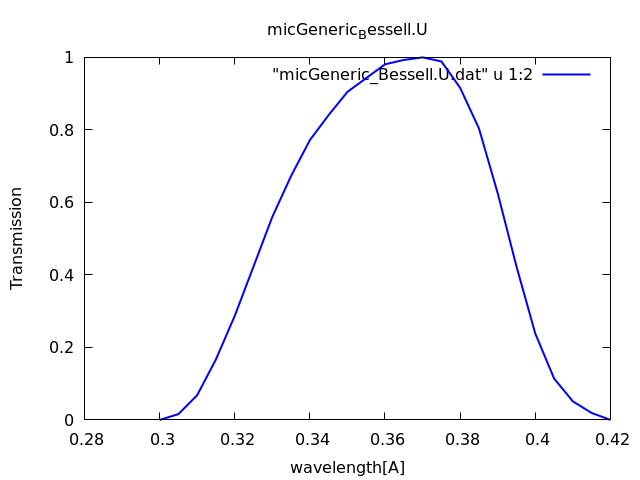 micGeneric_Bessell.U
1
"micGeneric_Bessell.U.dat" u 1:2
0.8
0.6
Transmission
0.4
0.2
0
0.28 0.3 0.32 0.34 0.36 0.38 0.4 0.42
wavelength[A]